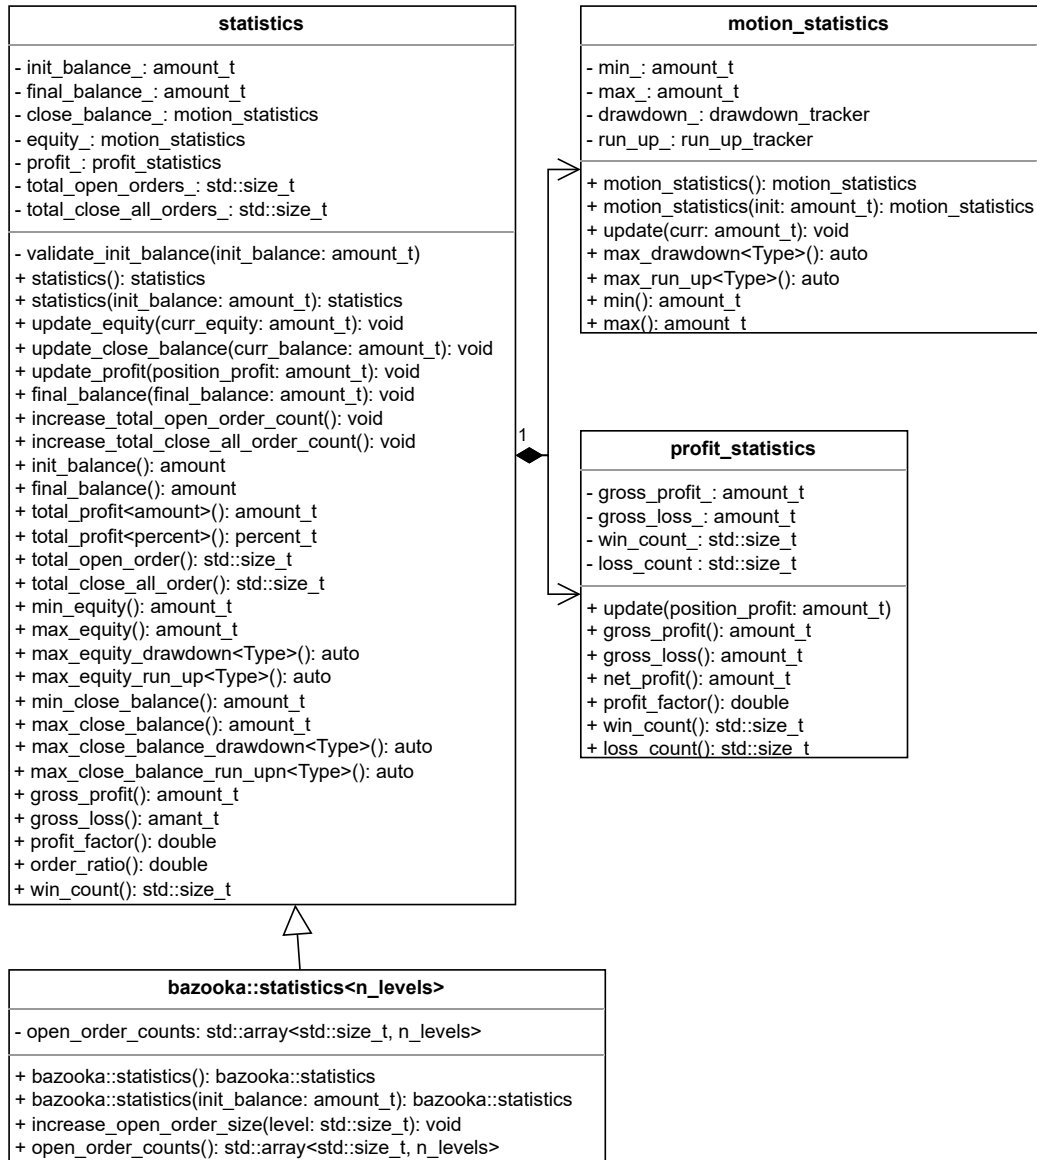 statistics
- init_balance_: amount_t
- final_balance_: amount_t
- close_balance_: motion_statistics
- equity_: motion_statistics
- profit_: profit_statistics
- total_open_orders_: std::size_t
- total_close_all_orders_: std::size_t
- validate_init_balance(init_balance: amount_t)
+ statistics(): statistics
+ statistics(init_balance: amount_t): statistics
+ update_equity(curr_equity: amount_t): void
+ update_close_balance(curr_balance: amount_t): void
+ update_profit(position_profit: amount_t): void
+ final_balance(final_balance: amount_t): void
+ increase_total_open_order_count(): void
+ increase_total_close_all_order_count(): void
+ init_balance(): amount
+ final_balance(): amount
+ total_profit<amount>(): amount_t
+ total_profit<percent>(): percent_t
+ total_open_order(): std::size_t
+ total_close_all_order(): std::size_t
+ min_equity(): amount_t
+ max_equity(): amount_t
+ max_equity_drawdown<Type>(): auto
+ max_equity_run_up<Type>(): auto
+ min_close_balance(): amount_t
+ max_close_balance(): amount_t
+ max_close_balance_drawdown<Type>(): auto
+ max_close_balance_run_upn<Type>(): auto
+ gross_profit(): amount_t
+ gross_loss(): amant_t
+ profit_factor(): double
+ order_ratio(): double
+ win_count(): std::size_t
motion_statistics
- min_: amount_t
- max_: amount_t
- drawdown_: drawdown_tracker
- run_up_: run_up_tracker
+ motion_statistics(): motion_statistics
+ motion_statistics(init: amount_t): motion_statistics
+ update(curr: amount_t): void
+ max_drawdown<Type>(): auto
+ max_run_up<Type>(): auto
+ min(): amount_t
+ max(): amount_t
1
profit_statistics
- gross_profit_: amount_t
- gross_loss_: amount_t
- win_count_: std::size_t
- loss_count : std::size_t
+ update(position_profit: amount_t)
+ gross_profit(): amount_t
+ gross_loss(): amount_t
+ net_profit(): amount_t
+ profit_factor(): double
+ win_count(): std::size_t
+ loss_count(): std::size_t
bazooka::statistics<n_levels>
- open_order_counts: std::array<std::size_t, n_levels>
+ bazooka::statistics(): bazooka::statistics
+ bazooka::statistics(init_balance: amount_t): bazooka::statistics
+ increase_open_order_size(level: std::size_t): void
+ open_order_counts(): std::array<std::size_t, n_levels>